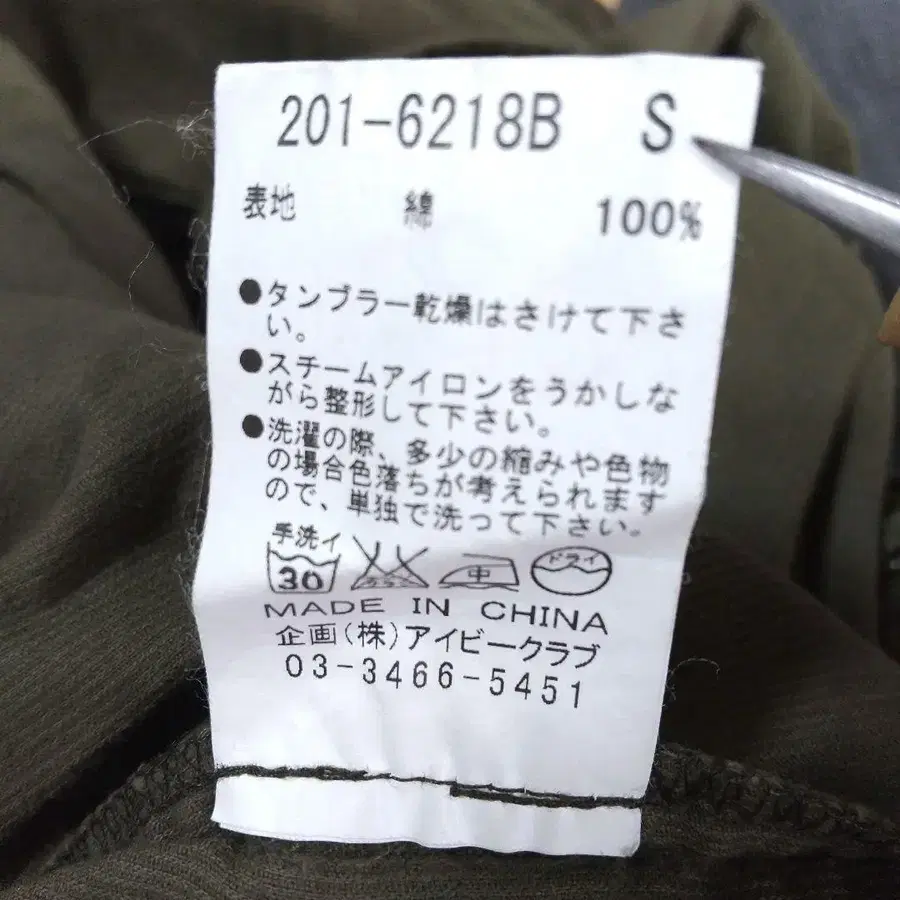 201-6218B S
表地 綿 100%
●タンブラー乾燥はさけて下さ
い。
●スチームアイロンをうかしな
がら整形して下さい。
●洗濯の際、多少の縮みや色物
の場合色落ちが考えられます
ので、単独で洗って下さい。
手洗イ
30 中 ドライ
MADE IN CHINA
企画(株)アイビークラブ
03-3466-5451